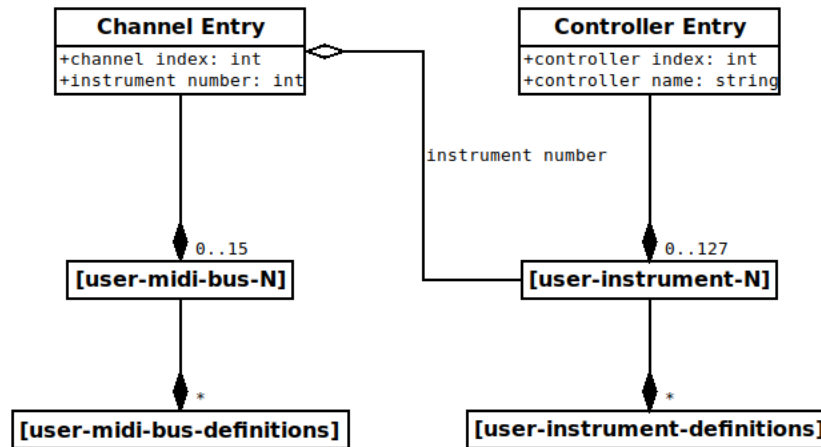 Channel Entry
+channel index: int
+instrument number: int
Controller Entry
+controller index: int
+controller name: string
instrument number
0..15
0..127
[user-midi-bus-N]
[user-instrument-N]
*
*
[user-midi-bus-definitions]
[user-instrument-definitions]